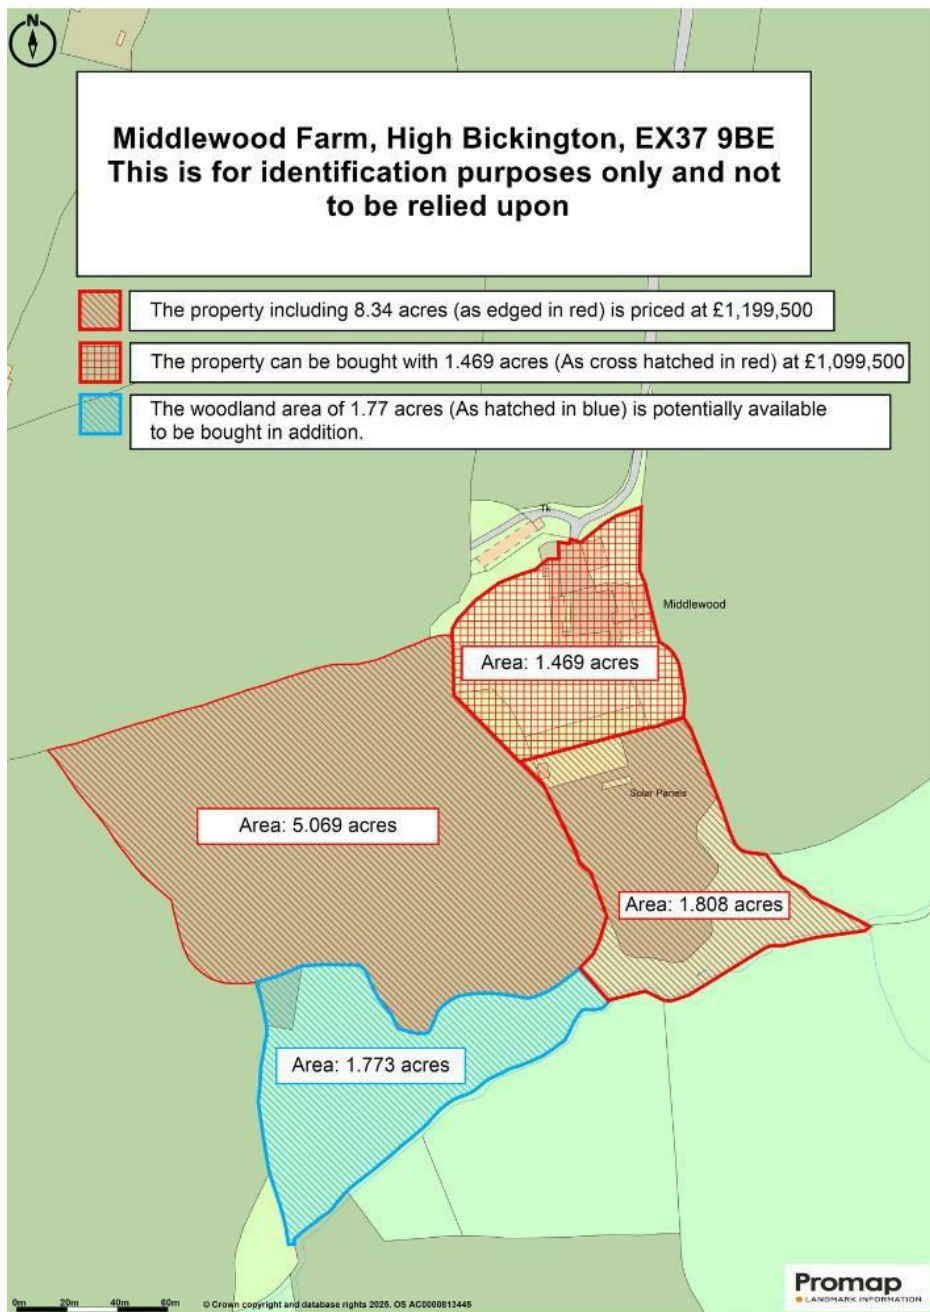 N
Middlewood Farm, High Bickington, EX37 9BE
This is for identification purposes only and not
to be relied upon
The property including 8.34 acres (as edged in red) is priced at £1,199,500
The property can be bought with 1.469 acres (As cross hatched in red) at £1,099,500
The woodland area of 1.77 acres (As hatched in blue) is potentially available
to be bought in addition.
Tk
Middlewood
Area: 1.469 acres
Solar Panels
Area: 5.069 acres
Area: 1.808 acres
Area: 1.773 acres
0m 20m 40m 60m
© Crown copyright and database rights 2025. OS AC0000813445
Promap
LANDMARK INFORMATION